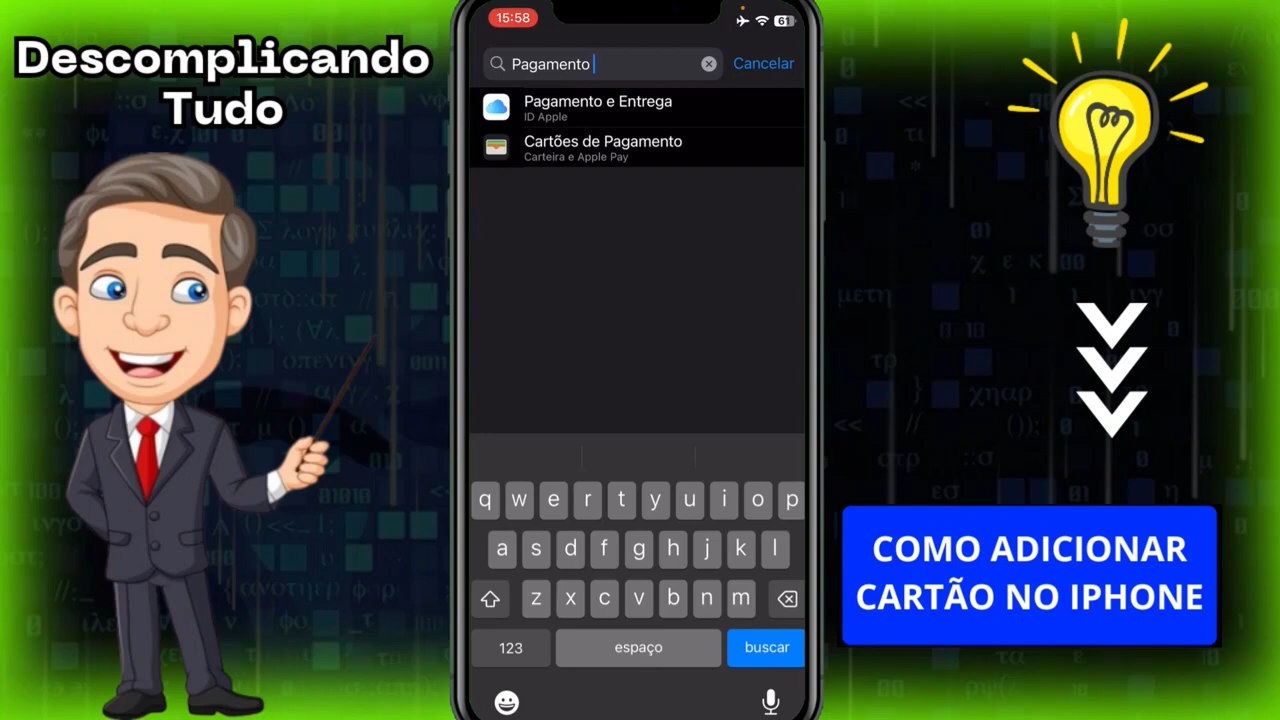 Descomplicando
Tudo
15:58
61
Pagamento
Cancelar
Pagamento e Entrega
ID Apple
Cartões de Pagamento
Carteira e Apple Pay
q w e r t y u i o p
a s d f g h j k l
z x c v b n m
123 espaço buscar
COMO ADICIONAR
CARTÃO NO IPHONE